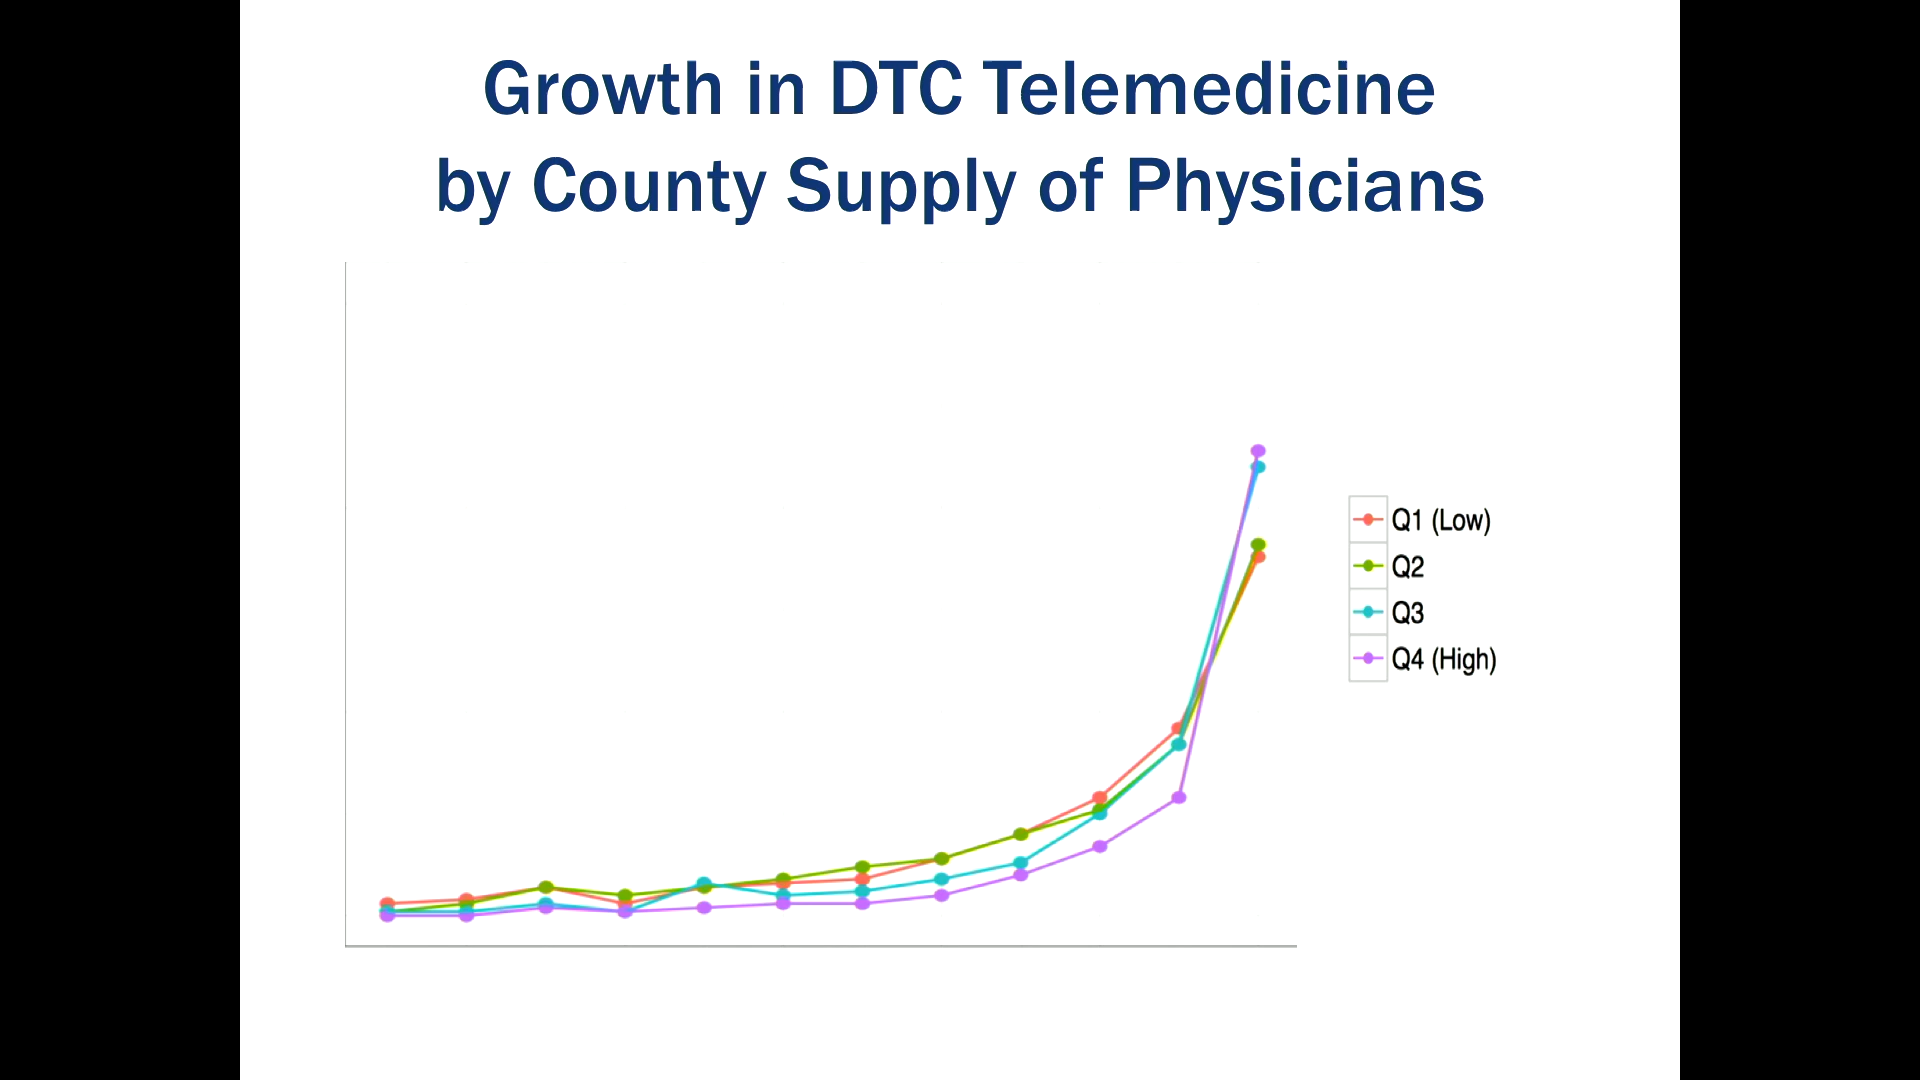 Growth in DTC Telemedicine
by County Supply of Physicians
Q1 (Low)
Q2
Q3
Q4 (High)